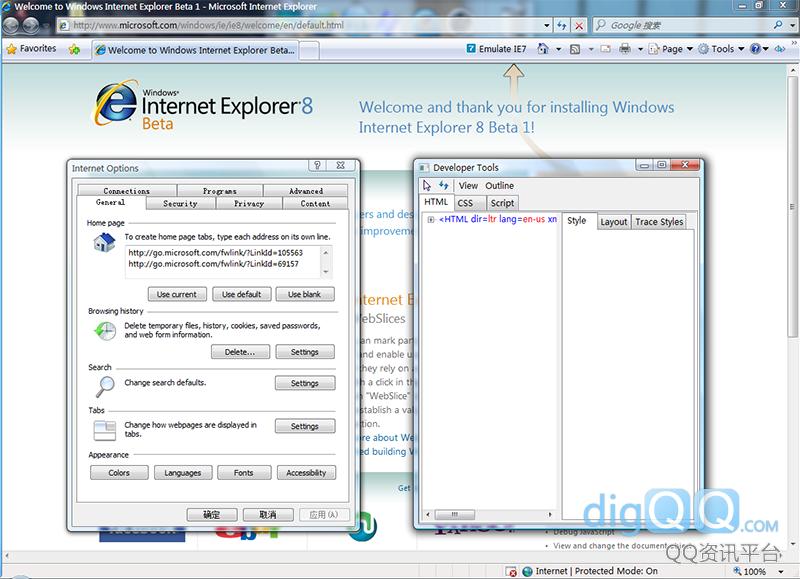 Welcome to Windows Internet Explorer Beta 1 - Microsoft Internet Explorer
http://www.microsoft.com/windows/ie/ie8/welcome/en/default.html
Google 搜索
Favorites
Welcome to Windows Internet Explorer Beta...
Emulate IE7
Page
Tools
Windows®
Internet Explorer 8
Beta
Welcome and thank you for installing Windows
Internet Explorer 8 Beta 1!
Internet Options
Connections
Programs
Advanced
General
Security
Privacy
Content
Home page
To create home page tabs, type each address on its own line.
http://go.microsoft.com/fwlink/?LinkId=105563
http://go.microsoft.com/fwlink/?LinkId=69157
Use current
Use default
Use blank
Browsing history
Delete temporary files, history, cookies, saved passwords,
and web form information.
Delete...
Settings
Search
Change search defaults.
Settings
Tabs
Change how webpages are displayed in
tabs.
Settings
Appearance
Colors
Languages
Fonts
Accessibility
确定
取消
应用(A)
ers and des
improveme
nternet E
ebSlices
an mark par
and enable u
they rely on a
h a click in th
n "WebSlice"
establish a val
ction.
ore about We
ed building W
Get
Developer Tools
View
Outline
HTML
CSS
Script
<HTML dir=ltr lang=en-us xn
Style
Layout
Trace Styles
Debug JavaScript
View and change the document
digQQ.COM
QQ资讯平台
Internet | Protected Mode: On
100%